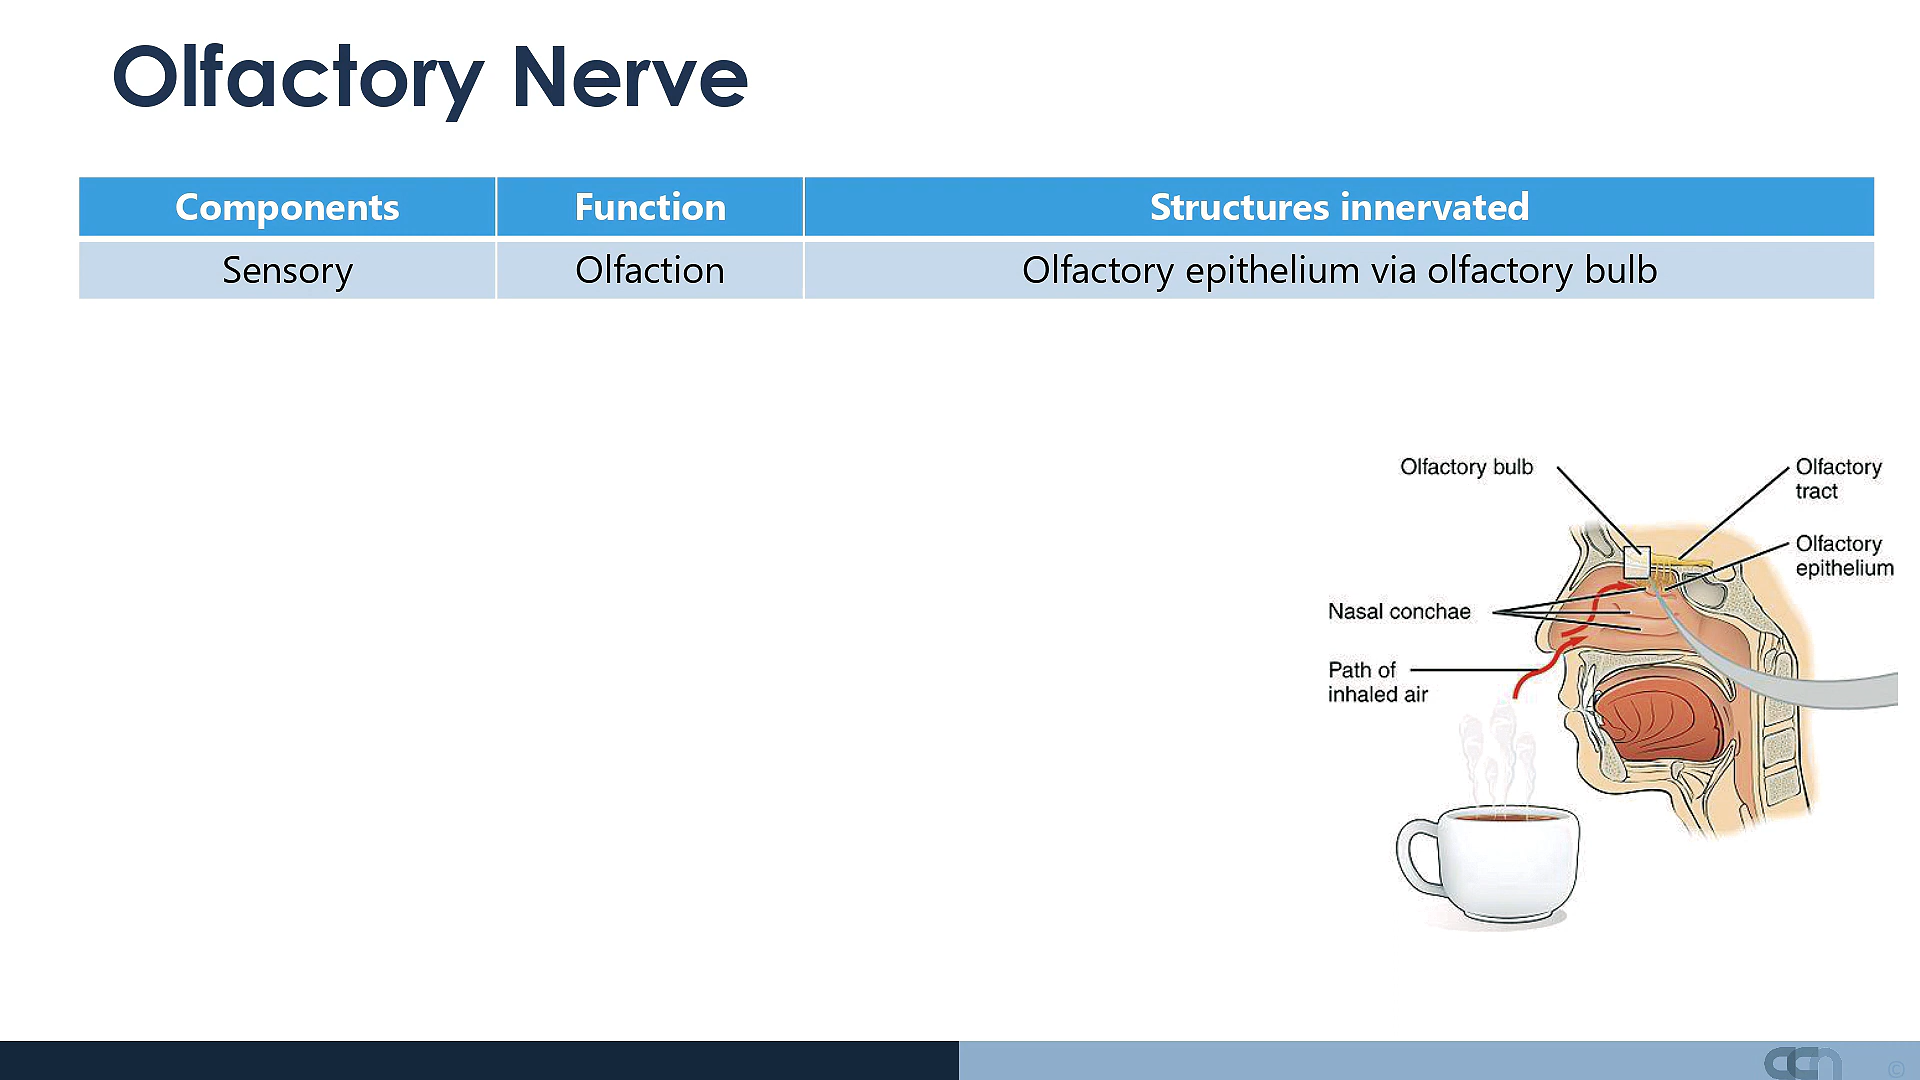 Olfactory Nerve
Components Function Structures innervated
Sensory Olfaction Olfactory epithelium via olfactory bulb
Olfactory bulb
Olfactory
tract
Olfactory
epithelium
Nasal conchae
Path of
inhaled air
©